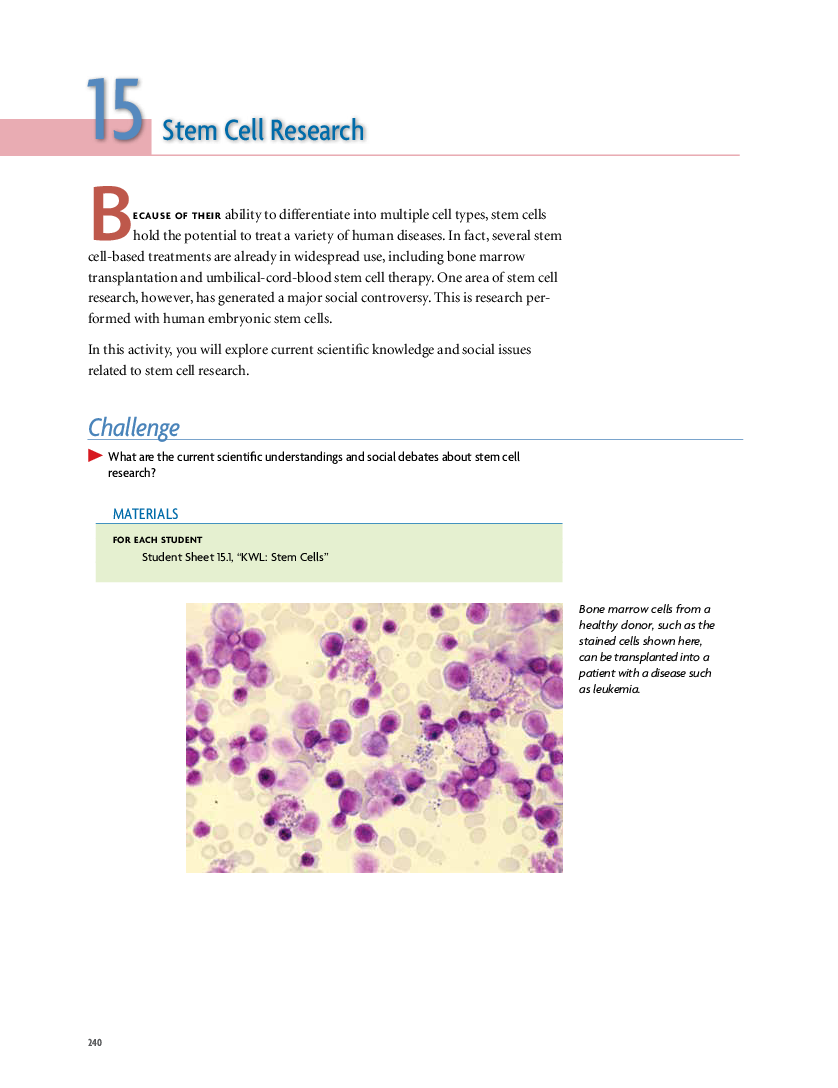 15 Stem Cell Research
BECAUSE OF THEIR ability to differentiate into multiple cell types, stem cells
hold the potential to treat a variety of human diseases. In fact, several stem
cell-based treatments are already in widespread use, including bone marrow
transplantation and umbilical-cord-blood stem cell therapy. One area of stem cell
research, however, has generated a major social controversy. This is research per-
formed with human embryonic stem cells.
In this activity, you will explore current scientific knowledge and social issues
related to stem cell research.
Challenge
What are the current scientific understandings and social debates about stem cell
research?
MATERIALS
FOR EACH STUDENT
Student Sheet 15.1, “KWL: Stem Cells”
Bone marrow cells from a
healthy donor, such as the
stained cells shown here,
can be transplanted into a
patient with a disease such
as leukemia.
240